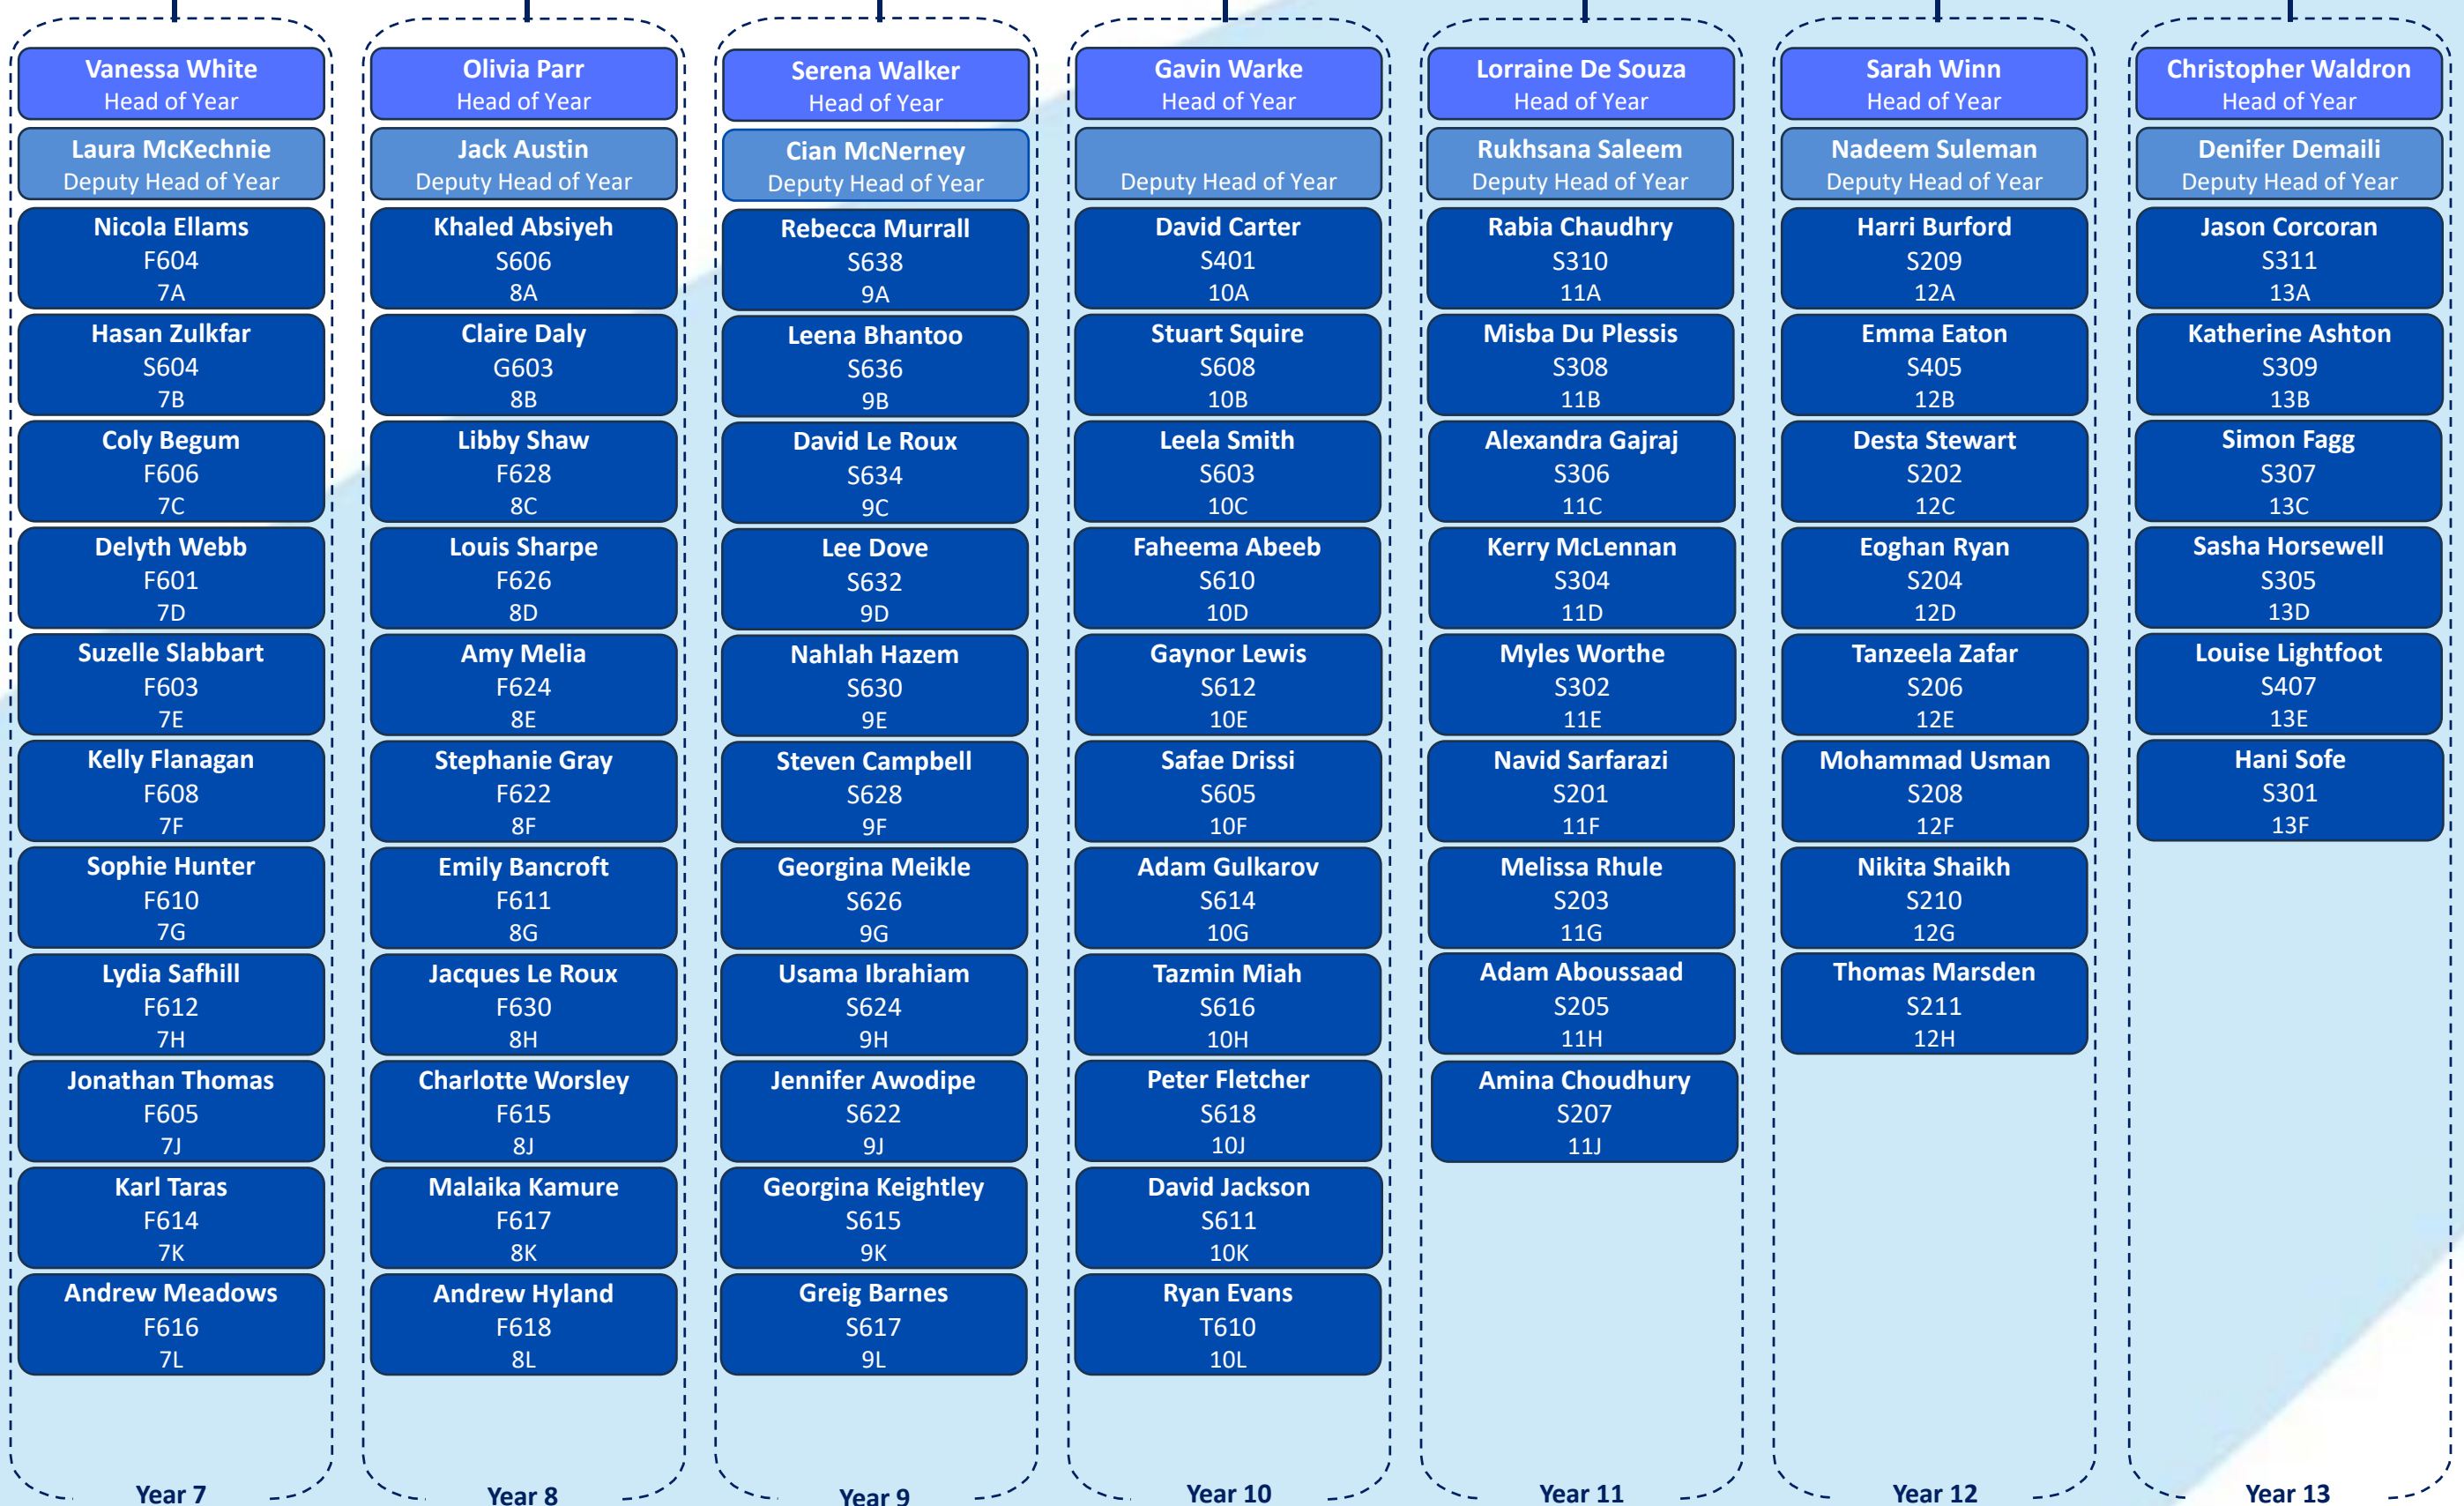 Vanessa White
Head of Year
Laura McKechnie
Deputy Head of Year
Nicola Ellams
F604
7A
Hasan Zulkfar
S604
7B
Coly Begum
F606
7C
Delyth Webb
F601
7D
Suzelle Slabbart
F603
7E
Kelly Flanagan
F608
7F
Sophie Hunter
F610
7G
Lydia Safhill
F612
7H
Jonathan Thomas
F605
7J
Karl Taras
F614
7K
Andrew Meadows
F616
7L
Year 7
Olivia Parr
Head of Year
Jack Austin
Deputy Head of Year
Khaled Absiyeh
S606
8A
Claire Daly
G603
8B
Libby Shaw
F628
8C
Louis Sharpe
F626
8D
Amy Melia
F624
8E
Stephanie Gray
F622
8F
Emily Bancroft
F611
8G
Jacques Le Roux
F630
8H
Charlotte Worsley
F615
8J
Malaika Kamure
F617
8K
Andrew Hyland
F618
8L
Year 8
Serena Walker
Head of Year
Cian McNerney
Deputy Head of Year
Rebecca Murrall
S638
9A
Leena Bhantoo
S636
9B
David Le Roux
S634
9C
Lee Dove
S632
9D
Nahlah Hazem
S630
9E
Steven Campbell
S628
9F
Georgina Meikle
S626
9G
Usama Ibrahiam
S624
9H
Jennifer Awodipe
S622
9J
Georgina Keightley
S615
9K
Greig Barnes
S617
9L
Year 9
Gavin Warke
Head of Year
Deputy Head of Year
David Carter
S401
10A
Stuart Squire
S608
10B
Leela Smith
S603
10C
Faheema Abeeb
S610
10D
Gaynor Lewis
S612
10E
Safae Drissi
S605
10F
Adam Gulkarov
S614
10G
Tazmin Miah
S616
10H
Peter Fletcher
S618
10J
David Jackson
S611
10K
Ryan Evans
T610
10L
Year 10
Lorraine De Souza
Head of Year
Rukhsana Saleem
Deputy Head of Year
Rabia Chaudhry
S310
11A
Misba Du Plessis
S308
11B
Alexandra Gajraj
S306
11C
Kerry McLennan
S304
11D
Myles Worthe
S302
11E
Navid Sarfarazi
S201
11F
Melissa Rhule
S203
11G
Adam Aboussaad
S205
11H
Amina Choudhury
S207
11J
Year 11
Sarah Winn
Head of Year
Nadeem Suleman
Deputy Head of Year
Harri Burford
S209
12A
Emma Eaton
S405
12B
Desta Stewart
S202
12C
Eoghan Ryan
S204
12D
Tanzeela Zafar
S206
12E
Mohammad Usman
S208
12F
Nikita Shaikh
S210
12G
Thomas Marsden
S211
12H
Year 12
Christopher Waldron
Head of Year
Denifer Demaili
Deputy Head of Year
Jason Corcoran
S311
13A
Katherine Ashton
S309
13B
Simon Fagg
S307
13C
Sasha Horsewell
S305
13D
Louise Lightfoot
S407
13E
Hani Sofe
S301
13F
Year 13